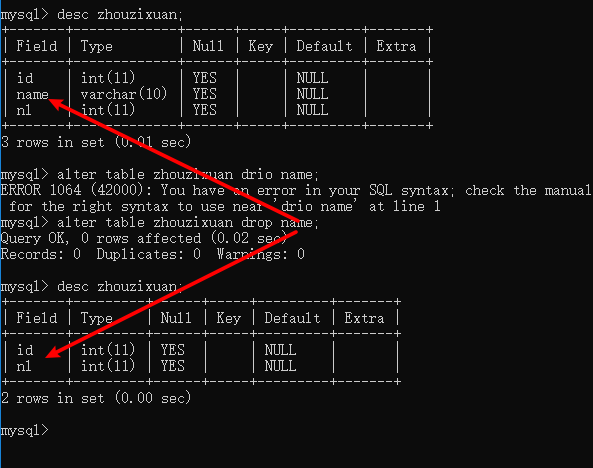 mysql> desc zhouzixuan;
+-------+-------------+------+-----+---------+-------+
| Field | Type        | Null | Key | Default | Extra |
+-------+-------------+------+-----+---------+-------+
| id    | int(11)     | YES  |     | NULL    |       |
| name  | varchar(10) | YES  |     | NULL    |       |
| n1    | int(11)     | YES  |     | NULL    |       |
+-------+-------------+------+-----+---------+-------+
3 rows in set (0.01 sec)
mysql> alter table zhouzixuan drio name;
ERROR 1064 (42000): You have an error in your SQL syntax; check the manual
 for the right syntax to use near 'drio name' at line 1
mysql> alter table zhouzixuan drop name;
Query OK, 0 rows affected (0.02 sec)
Records: 0  Duplicates: 0  Warnings: 0
mysql> desc zhouzixuan;
+-------+---------+------+-----+---------+-------+
| Field | Type    | Null | Key | Default | Extra |
+-------+---------+------+-----+---------+-------+
| id    | int(11) | YES  |     | NULL    |       |
| n1    | int(11) | YES  |     | NULL    |       |
+-------+---------+------+-----+---------+-------+
2 rows in set (0.00 sec)
mysql>